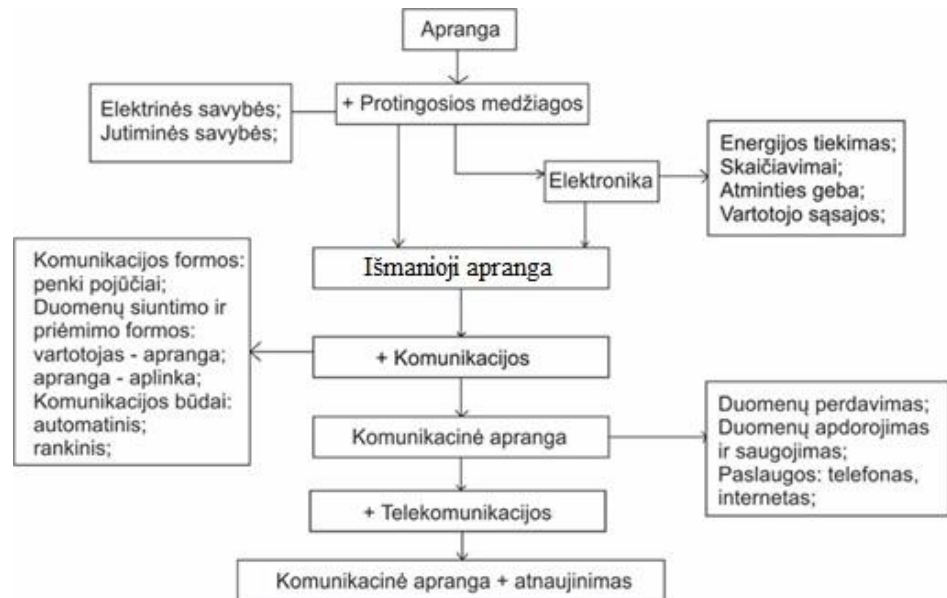 Apranga
+ Protingosios medžiagos
Elektrinės savybės;
Jutiminės savybės;
Elektronika
Energijos tiekimas;
Skaičiavimai;
Atminties geba;
Vartotojo sąsajos;
Išmanioji apranga
Komunikacijos formos:
penki pojūčiai;
Duomenų siuntimo ir
priėmimo formos:
vartotojas - apranga;
apranga - aplinka;
Komunikacijos būdai:
automatinis;
rankinis;
+ Komunikacijos
Komunikacinė apranga
Duomenų perdavimas;
Duomenų apdorojimas
ir saugojimas;
Paslaugos: telefonas,
internetas;
+ Telekomunikacijos
Komunikacinė apranga + atnaujinimas